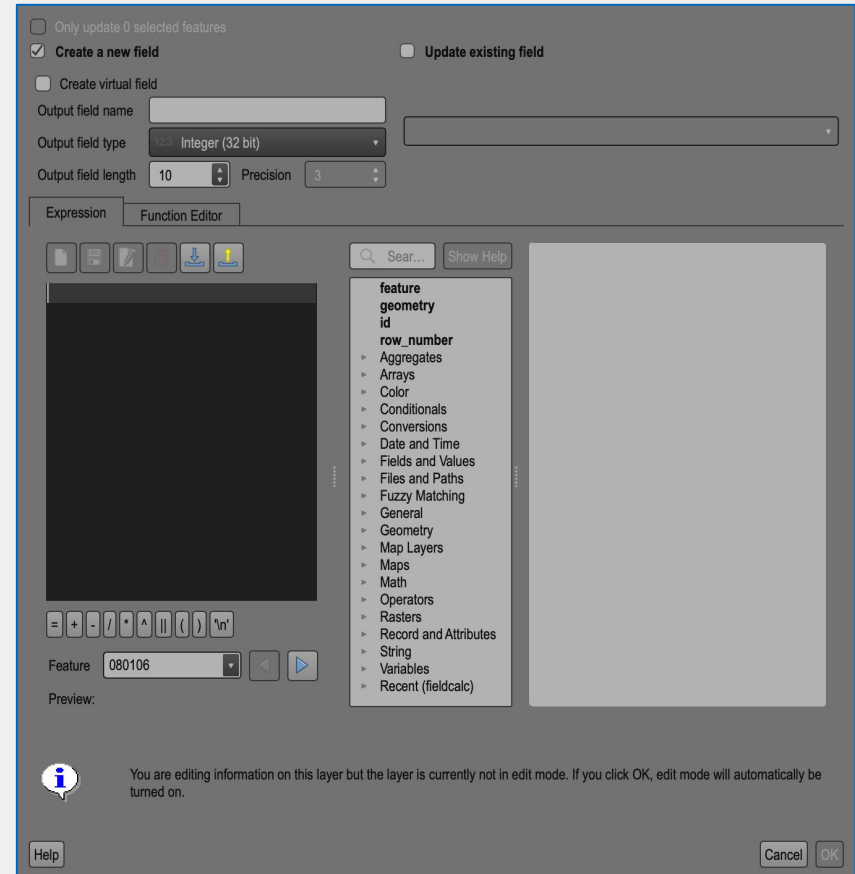 Only update 0 selected features
Create a new field
Update existing field
Create virtual field
Output field name
Output field type 123 Integer (32 bit)
Output field length 10 Precision 3
Expression Function Editor
Sear... Show Help
feature
geometry
id
row_number
Aggregates
Arrays
Color
Conditionals
Conversions
Date and Time
Fields and Values
Files and Paths
Fuzzy Matching
General
Geometry
Map Layers
Maps
Math
Operators
Rasters
Record and Attributes
String
Variables
Recent (fieldcalc)
= + - / * ^ || ( ) '\n'
Feature 080106
Preview:
You are editing information on this layer but the layer is currently not in edit mode. If you click OK, edit mode will automatically be
turned on.
Help Cancel OK